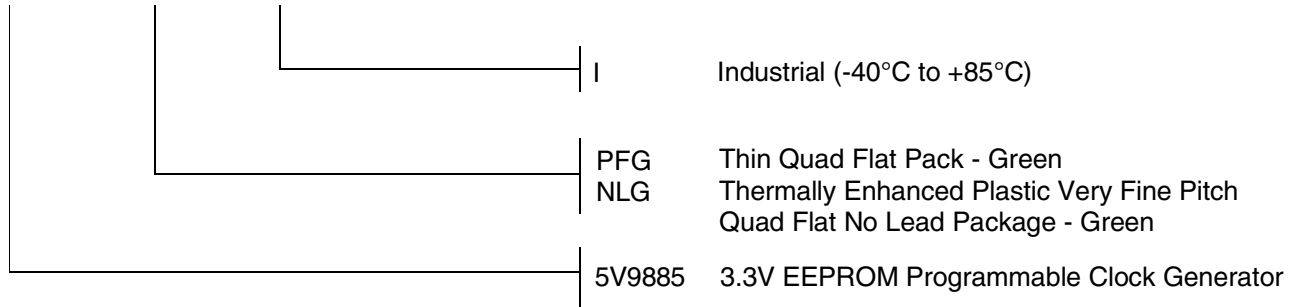 I Industrial (-40°C to +85°C)
PFG Thin Quad Flat Pack - Green
NLG Thermally Enhanced Plastic Very Fine Pitch
Quad Flat No Lead Package - Green
5V9885 3.3V EEPROM Programmable Clock Generator